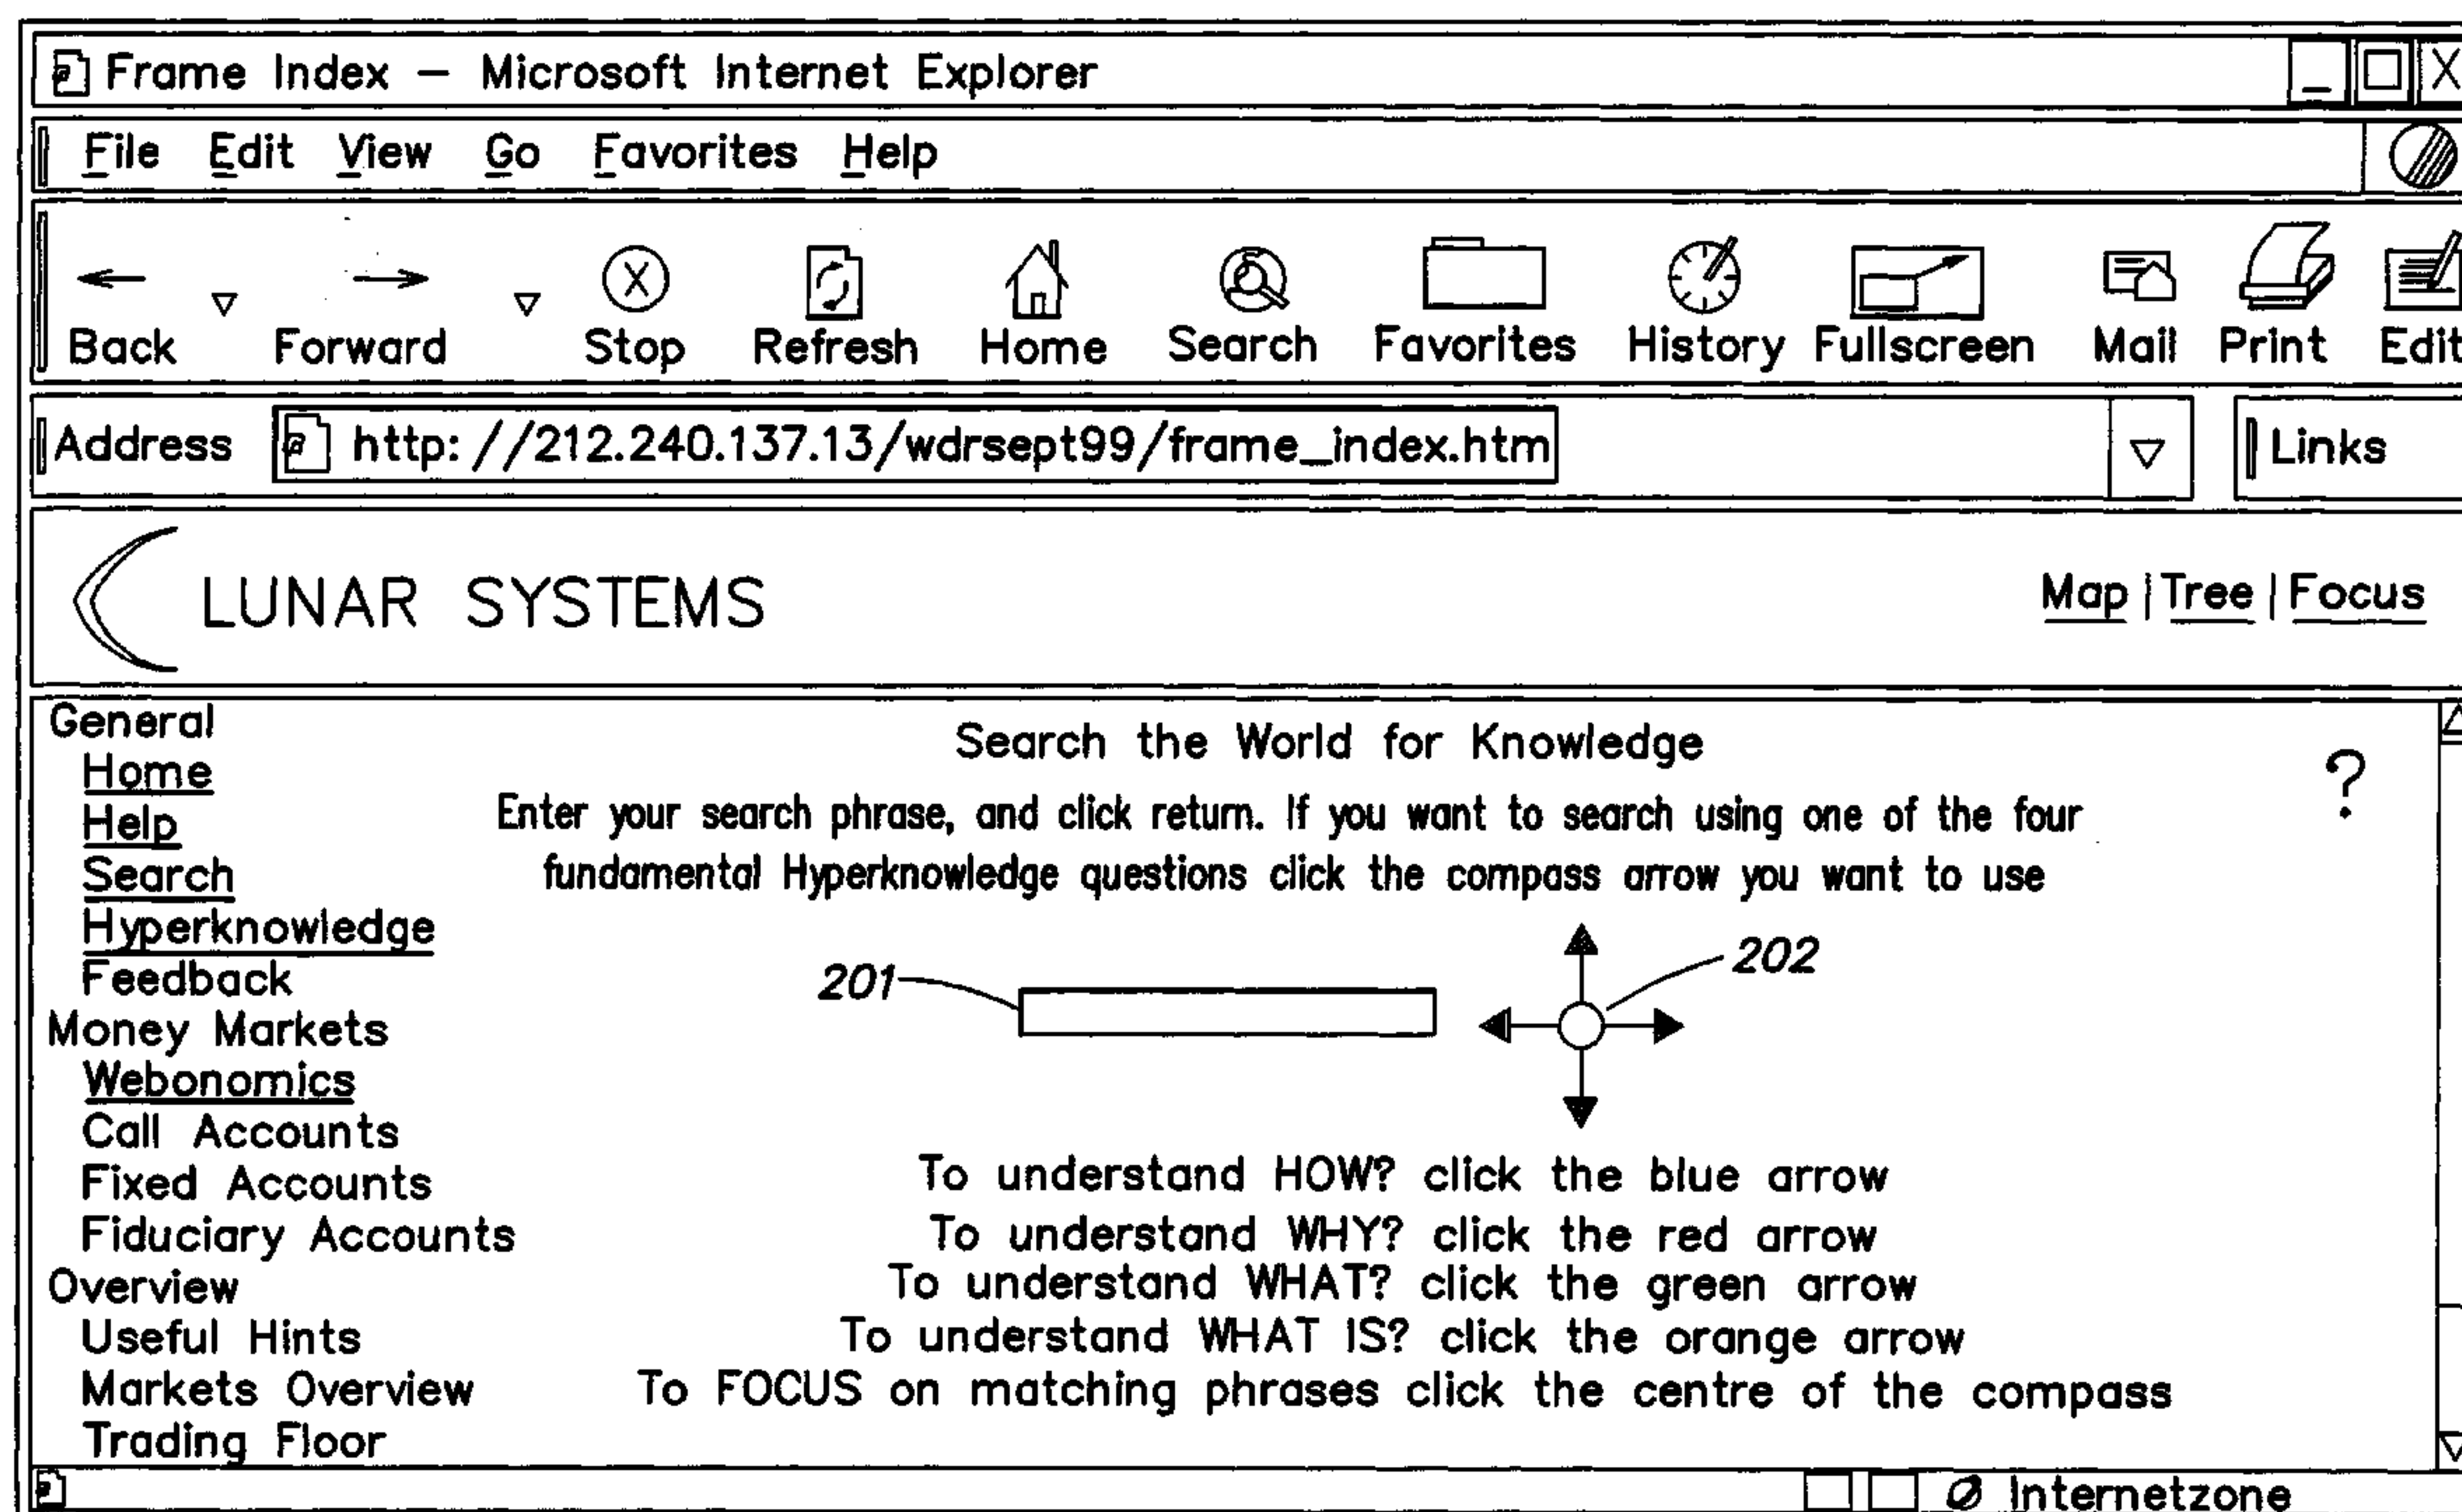 Frame Index — Microsoft Internet Explorer
File Edit View Go Favorites Help
Back Forward Stop Refresh Home Search Favorites History Fullscreen Mail Print Edit
Address http: //212.240.137.13/wdrsept99/frame_index.htm Links
LUNAR SYSTEMS Map | Tree | Focus
General
Home
Help
Search
Hyperknowledge
Feedback
Money Markets
Webonomics
Call Accounts
Fixed Accounts
Fiduciary Accounts
Overview
Useful Hints
Markets Overview
Trading Floor
Search the World for Knowledge
?
Enter your search phrase, and click return. If you want to search using one of the four
fundamental Hyperknowledge questions click the compass arrow you want to use
201
202
To understand HOW? click the blue arrow
To understand WHY? click the red arrow
To understand WHAT? click the green arrow
To understand WHAT IS? click the orange arrow
To FOCUS on matching phrases click the centre of the compass
Internetzone